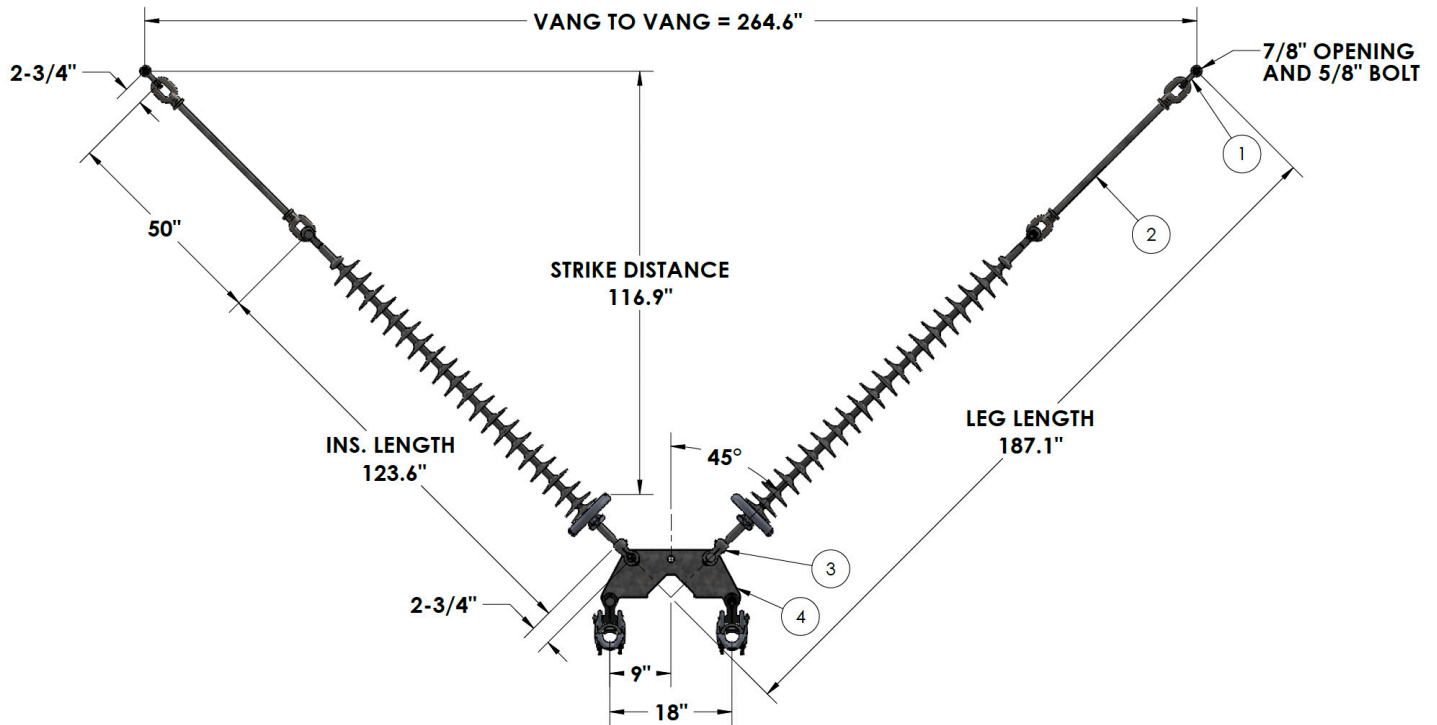 VANG TO VANG = 264.6"
2-3/4"
7/8" OPENING
AND 5/8" BOLT
1
50"
2
STRIKE DISTANCE
116.9"
LEG LENGTH
187.1"
INS. LENGTH
123.6"
45°
3
2-3/4"
4
9"
18"